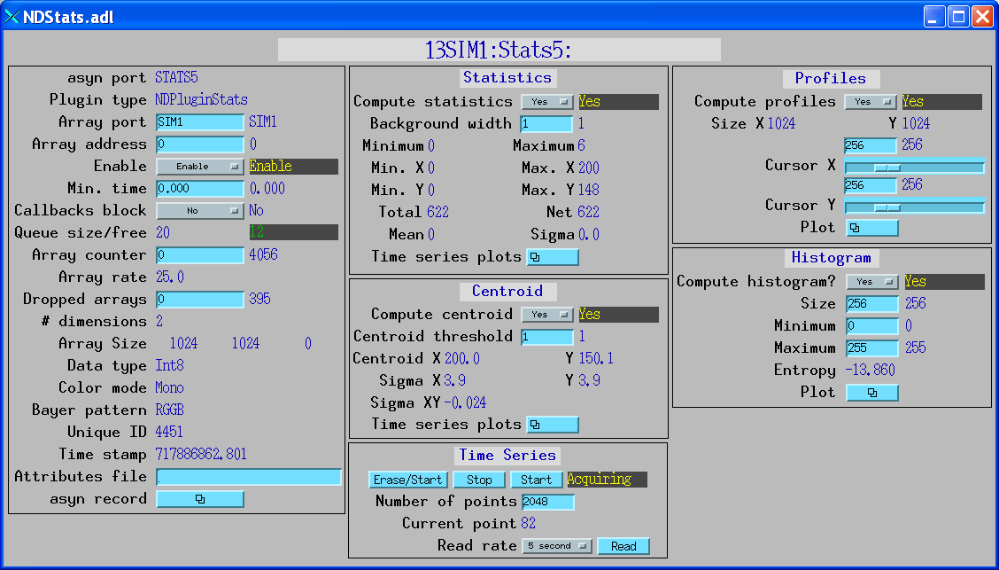 NDStats.adl
13SIM1:Stats5:
asyn port STATS5
Plugin type NDPluginStats
Array port SIM1 SIM1
Array address 0 0
Enable Enable Enable
Min. time 0.000 0.000
Callbacks block No No
Queue size/free 20 12
Array counter 0 4056
Array rate 25.0
Dropped arrays 0 395
# dimensions 2
Array Size 1024 1024 0
Data type Int8
Color mode Mono
Bayer pattern RGGB
Unique ID 4451
Time stamp 717886862.801
Attributes file
asyn record
Statistics
Compute statistics Yes Yes
Background width 1 1
Minimum 0 Maximum 6
Min. X 0 Max. X 200
Min. Y 0 Max. Y 148
Total 622 Net 622
Mean 0 Sigma 0.0
Time series plots
Centroid
Compute centroid Yes Yes
Centroid threshold 1 1
Centroid X 200.0 Y 150.1
Sigma X 3.9 Y 3.9
Sigma XY -0.024
Time series plots
Time Series
Erase/Start Stop Start Acquiring
Number of points 2048
Current point 82
Read rate 5 second Read
Profiles
Compute profiles Yes Yes
Size X 1024 Y 1024
256 256
Cursor X
256 256
Cursor Y
Plot
Histogram
Compute histogram? Yes Yes
Size 256 256
Minimum 0 0
Maximum 255 255
Entropy -13.860
Plot